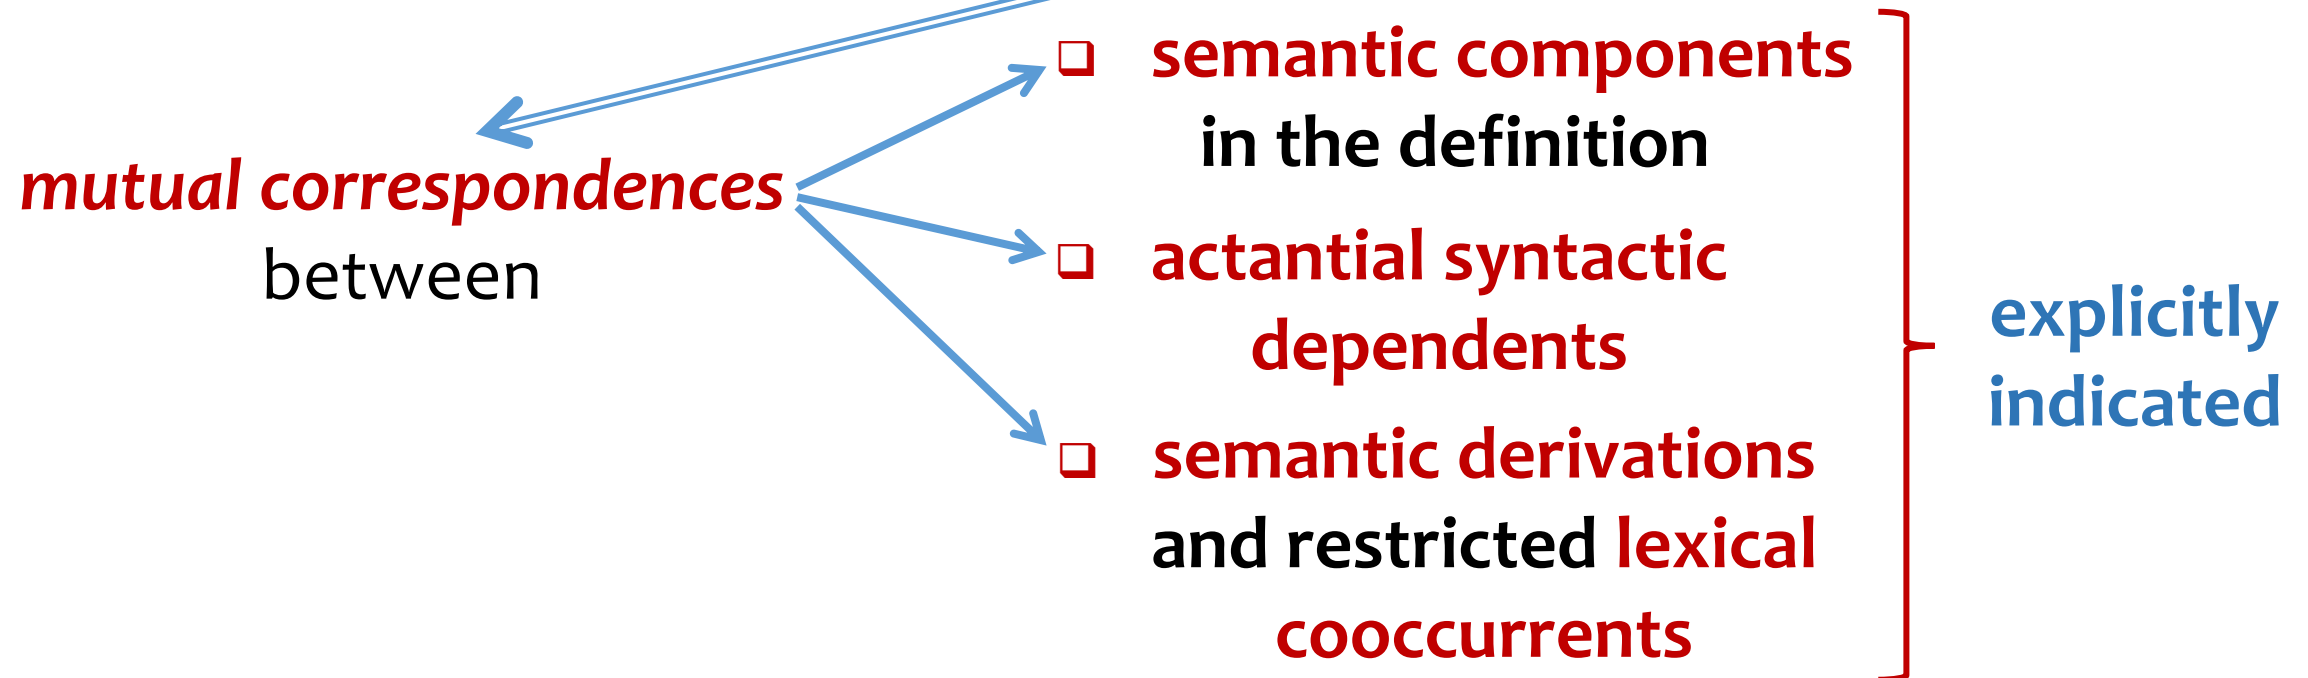 mutual correspondences
between
❑ semantic components
in the definition
❑ actantial syntactic
dependents
❑ semantic derivations
and restricted lexical
cooccurrents
explicitly
indicated